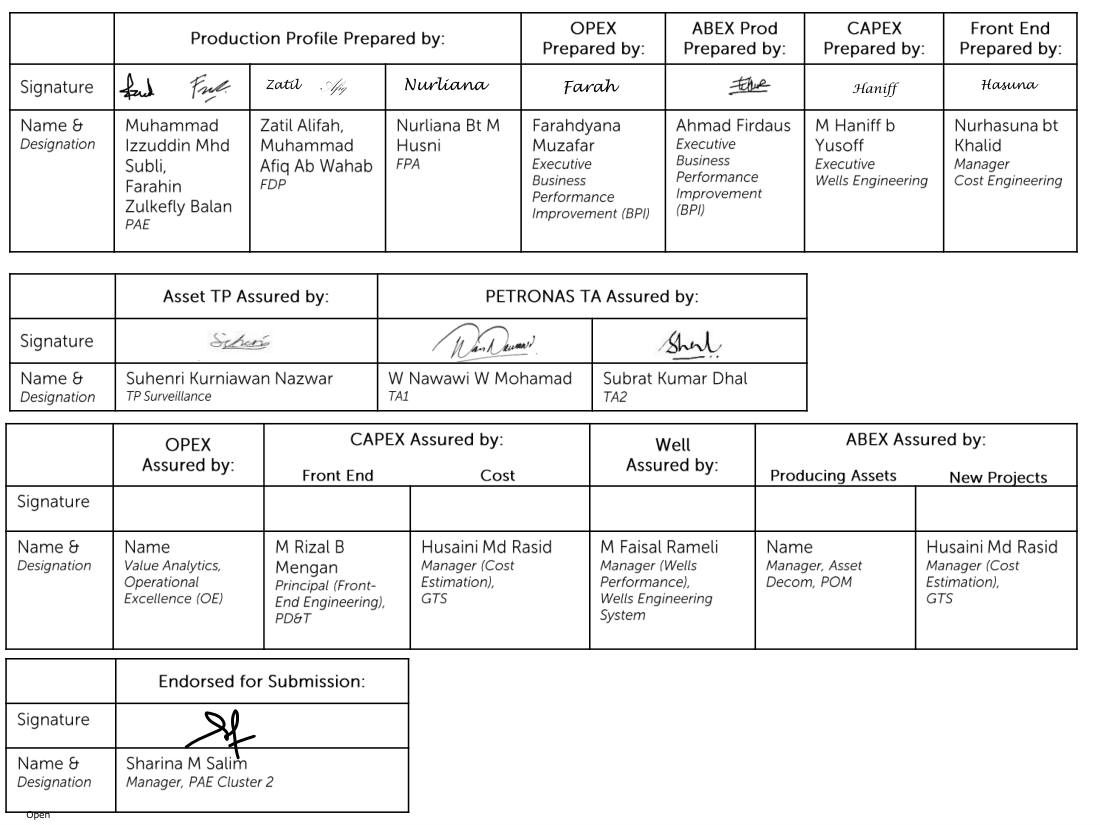 Production Profile Prepared by:
OPEX
Prepared by:
ABEX Prod
Prepared by:
CAPEX
Prepared by:
Front End
Prepared by:
Signature
Zatil
Nurliana
Farah
Haniff
Hasuna
Name &
Designation
Muhammad
Izzuddin Mhd
Subli,
Farahin
Zulkefly Balan
PAE
Zatil Alifah,
Muhammad
Afiq Ab Wahab
FDP
Nurliana Bt M
Husni
FPA
Farahdyana
Muzafar
Executive
Business
Performance
Improvement (BPI)
Ahmad Firdaus
Executive
Business
Performance
Improvement
(BPI)
M Haniff b
Yusoff
Executive
Wells Engineering
Nurhasuna bt
Khalid
Manager
Cost Engineering
Asset TP Assured by:
PETRONAS TA Assured by:
Signature
Name &
Designation
Suhenri Kurniawan Nazwar
TP Surveillance
W Nawawi W Mohamad
TA1
Subrat Kumar Dhal
TA2
OPEX
Assured by:
CAPEX Assured by:
Front End
Cost
Well
Assured by:
ABEX Assured by:
Producing Assets
New Projects
Signature
Name &
Designation
Name
Value Analytics,
Operational
Excellence (OE)
M Rizal B
Mengan
Principal (Front-
End Engineering),
PD&T
Husaini Md Rasid
Manager (Cost
Estimation),
GTS
M Faisal Rameli
Manager (Wells
Performance),
Wells Engineering
System
Name
Manager, Asset
Decom, POM
Husaini Md Rasid
Manager (Cost
Estimation),
GTS
Endorsed for Submission:
Signature
Name &
Designation
Sharina M Salim
Manager, PAE Cluster 2
Open